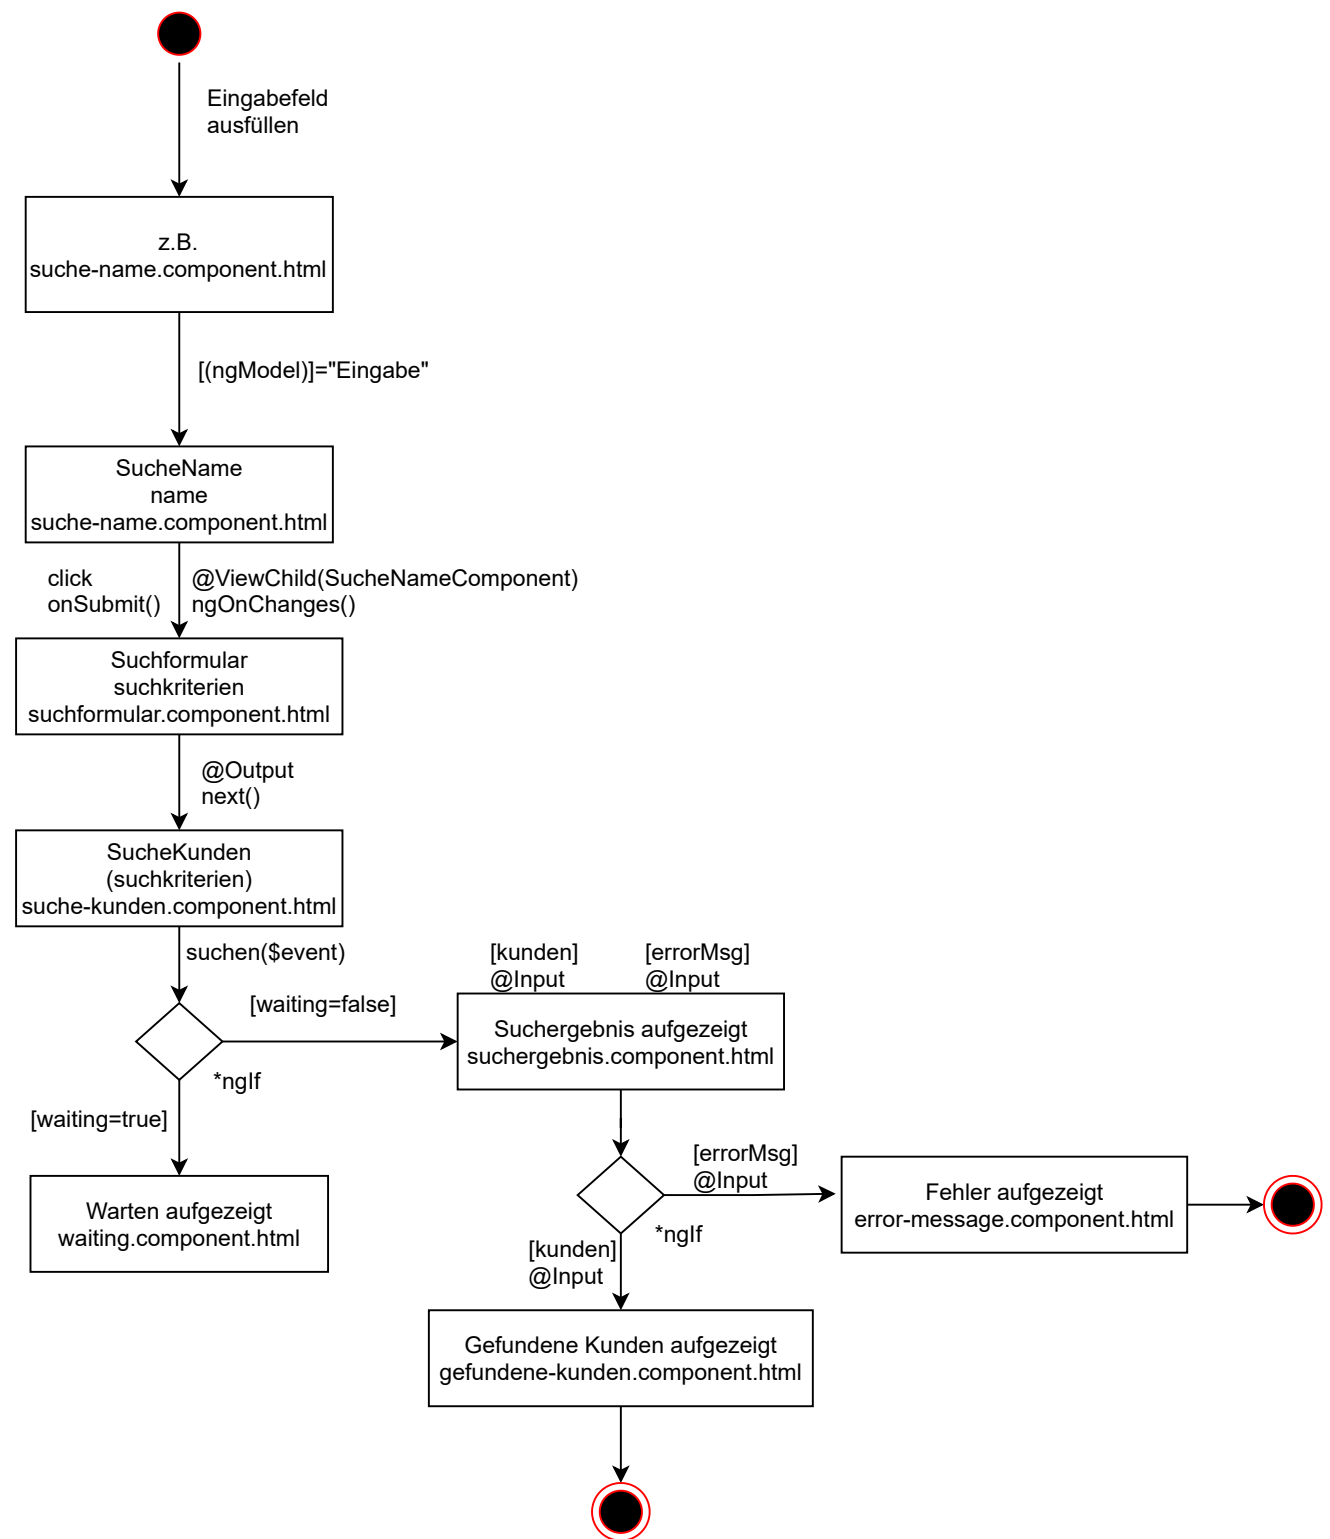 Eingabefeld
ausfüllen
z.B.
suche-name.component.html
[(ngModel)]="Eingabe"
SucheName
name
suche-name.component.html
click
onSubmit()
@ViewChild(SucheNameComponent)
ngOnChanges()
Suchformular
suchkriterien
suchformular.component.html
@Output
next()
SucheKunden
(suchkriterien)
suche-kunden.component.html
suchen($event)
[kunden]
@Input
[errorMsg]
@Input
[waiting=false]
Suchergebnis aufgezeigt
suchergebnis.component.html
*ngIf
[waiting=true]
Warten aufgezeigt
waiting.component.html
[errorMsg]
@Input
Fehler aufgezeigt
error-message.component.html
*ngIf
[kunden]
@Input
Gefundene Kunden aufgezeigt
gefundene-kunden.component.html